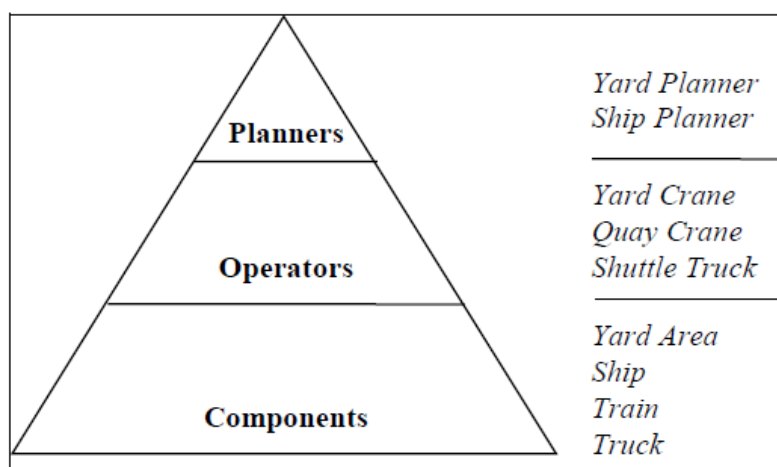 Planners
Operators
Components
Yard Planner
Ship Planner
Yard Crane
Quay Crane
Shuttle Truck
Yard Area
Ship
Train
Truck